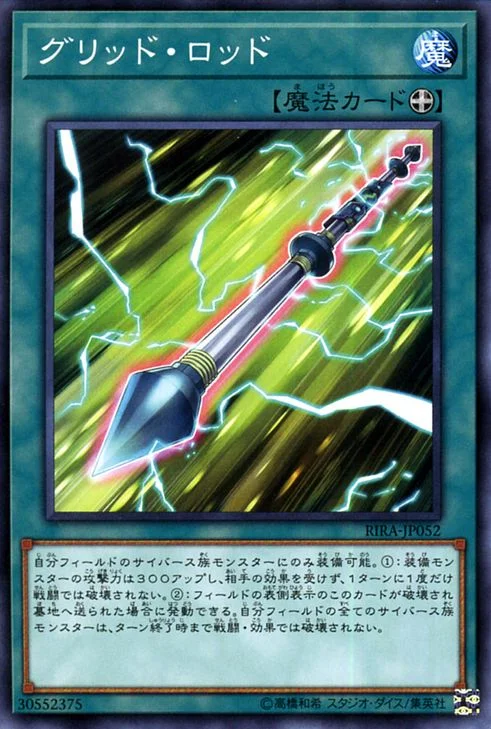 グリッド・ロッド
魔
【魔法カード】
RIRA-JP052
自分フィールドのサイバース族モンスターにのみ装備可能。①：装備モン
スターの攻撃力は300アップし、相手の効果を受けず、1ターンに1度だけ
戦闘では破壊されない。②：フィールドの表側表示のこのカードが破壊され
墓地へ送られた場合に発動できる。自分フィールドの全てのサイバース族
モンスターは、ターン終了時まで戦闘・効果では破壊されない。
30552375
©高橋和希 スタジオ・ダイス/集英社